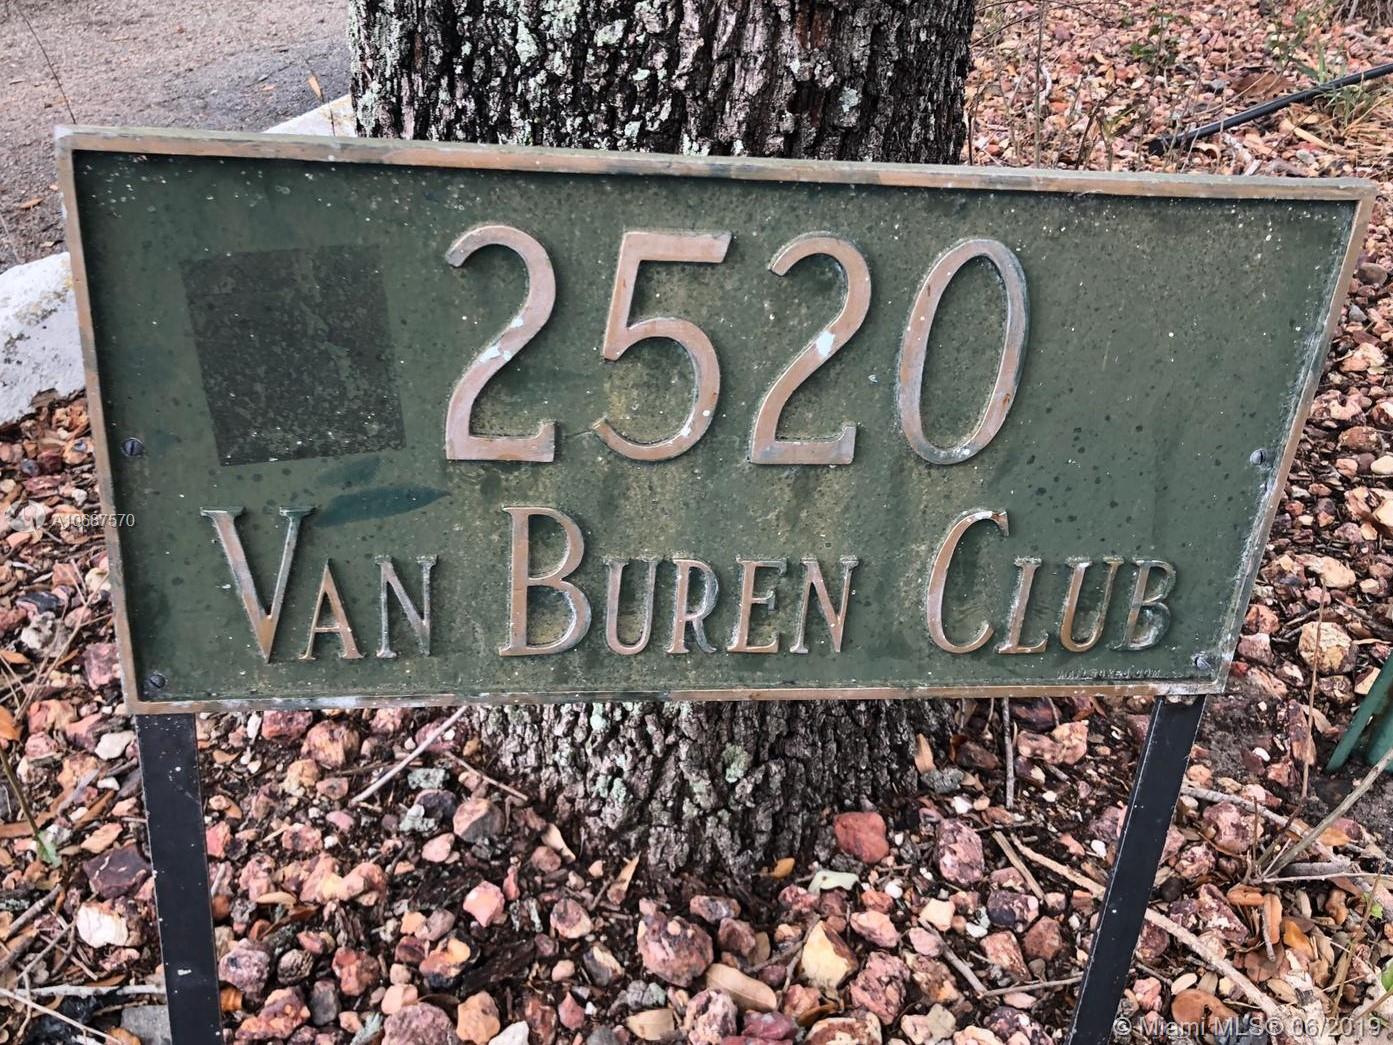 2520
VAN BUREN CLUB
A10687570
© Miami MLS® 06/2019